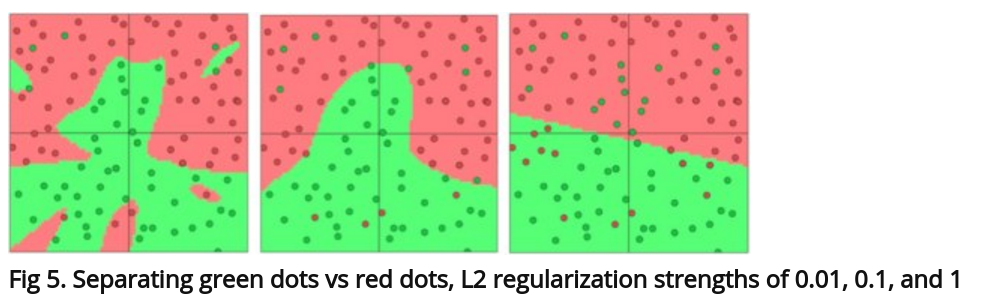 Fig 5. Separating green dots vs red dots, L2 regularization strengths of 0.01, 0.1, and 1